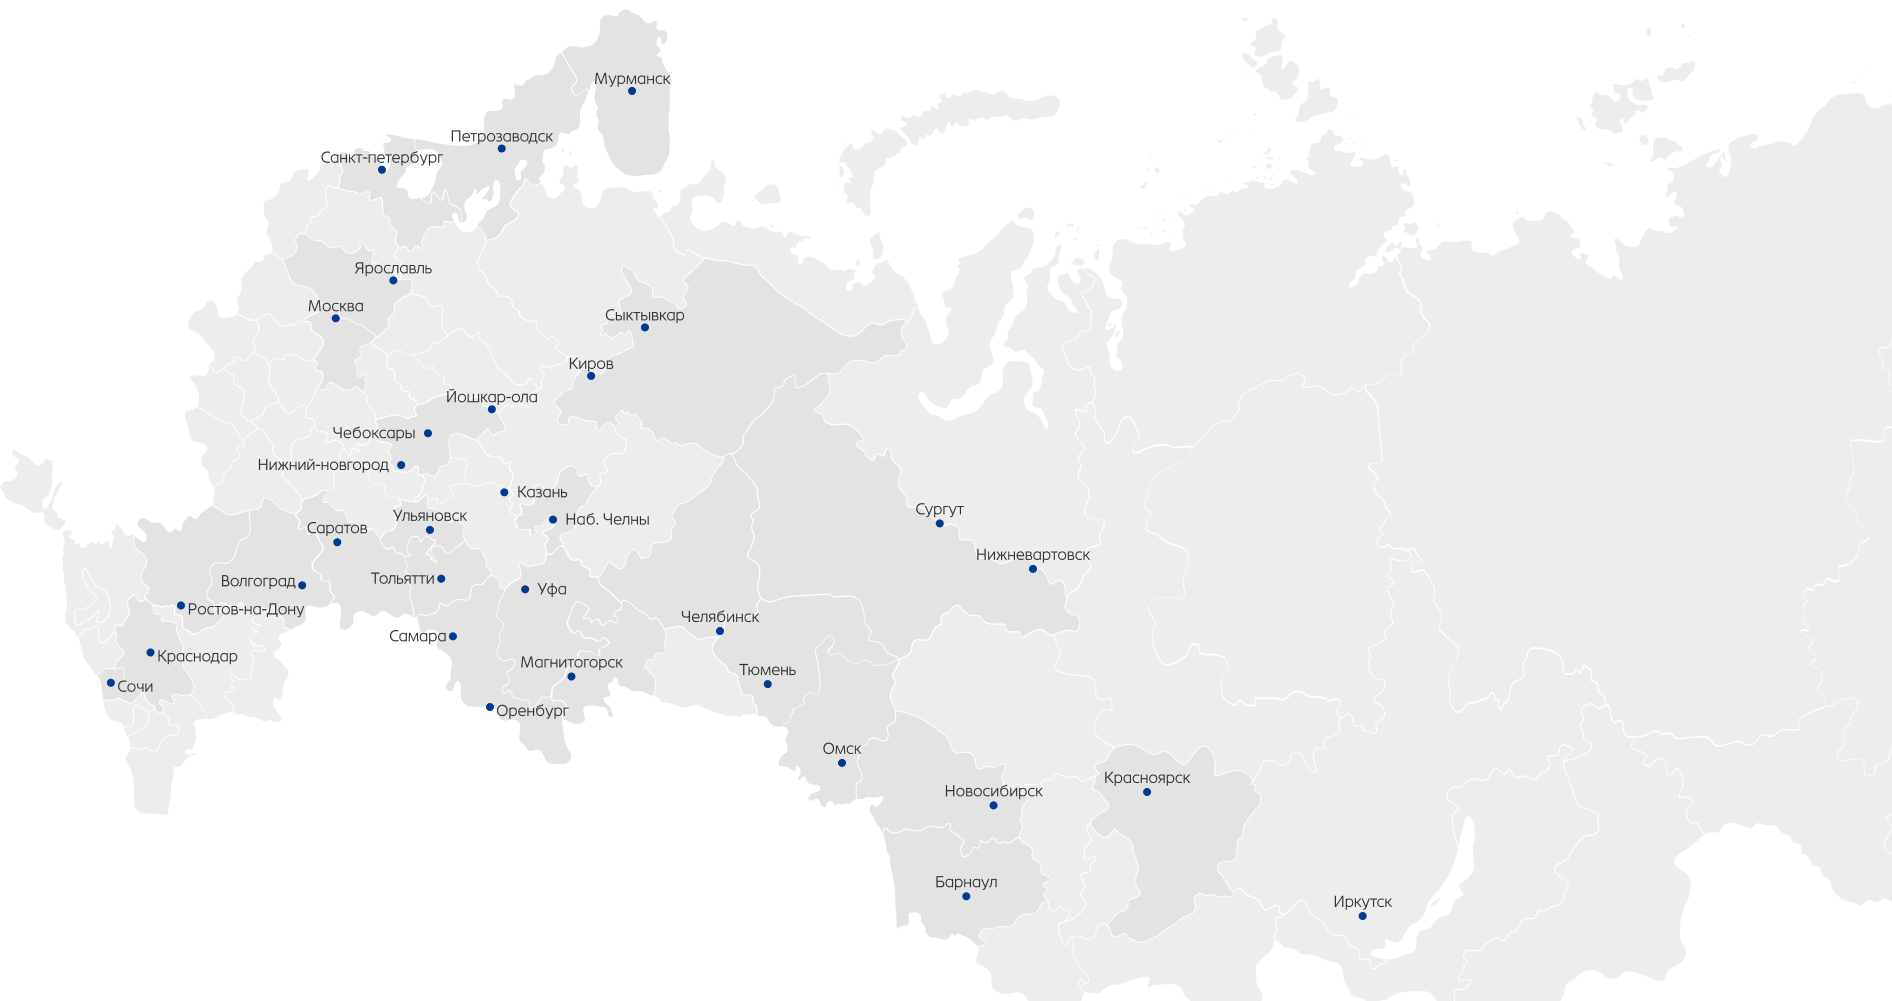 Мурманск
Петрозаводск
Санкт-петербург
Ярославль
Москва
Сыктывкар
Киров
Йошкар-ола
Чебоксары
Нижний-новгород
Казань
Наб. Челны
Ульяновск
Саратов
Сургут
Нижневартовск
Тольятти
Волгоград
Уфа
Ростов-на-Дону
Челябинск
Самара
Краснодар
Магнитогорск
Тюмень
Сочи
Оренбург
Омск
Красноярск
Новосибирск
Барнаул
Иркутск